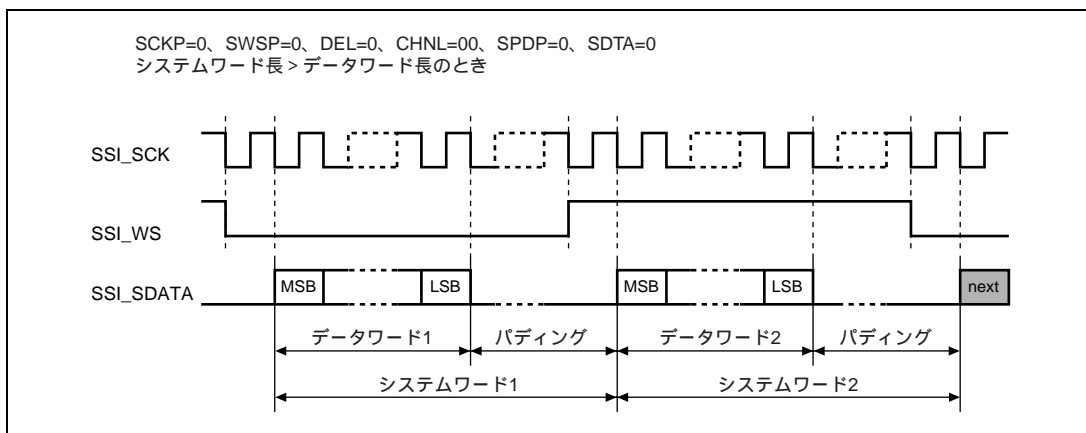 SCKP=0、SWSP=0、DEL=0、CHNL=00、SPDP=0、SDTA=0
システムワード長 > データワード長のとき
SSI_SCK
SSI_WS
SSI_SDATA
MSB
LSB
MSB
LSB
next
データワード1
パディング
データワード2
パディング
システムワード1
システムワード2